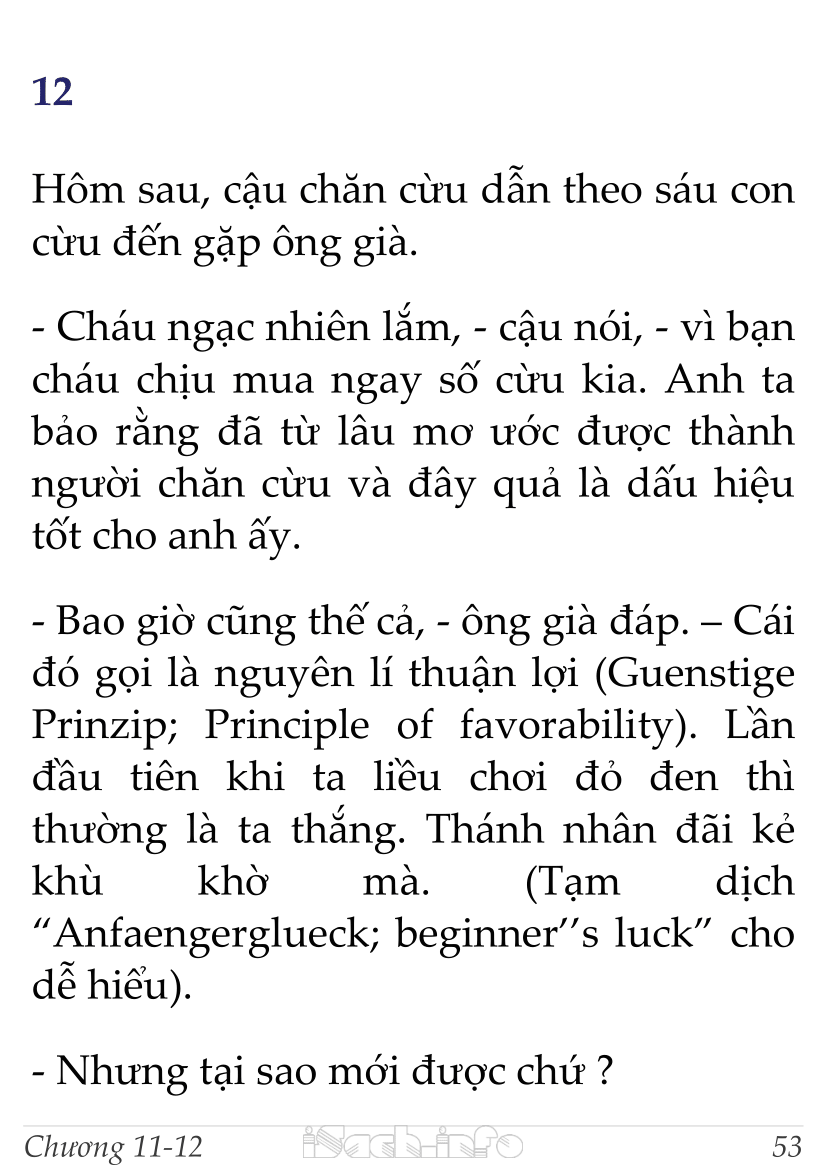 12
Hôm sau, cậu chăn cừu dẫn theo sáu con
cừu đến gặp ông già.
- Cháu ngạc nhiên lắm, - cậu nói, - vì bạn
cháu chịu mua ngay số cừu kia. Anh ta
bảo rằng đã từ lâu mơ ước được thành
người chăn cừu và đây quả là dấu hiệu
tốt cho anh ấy.
- Bao giờ cũng thế cả, - ông già đáp. – Cái
đó gọi là nguyên lí thuận lợi (Guenstige
Prinzip; Principle of favorability). Lần
đầu tiên khi ta liều chơi đỏ đen thì
thường là ta thắng. Thánh nhân đãi kẻ
khù khờ mà. (Tạm dịch
“Anfaengerglueck; beginner’’s luck” cho
dễ hiểu).
- Nhưng tại sao mới được chứ ?
Chương 11-12 iSach-info 53